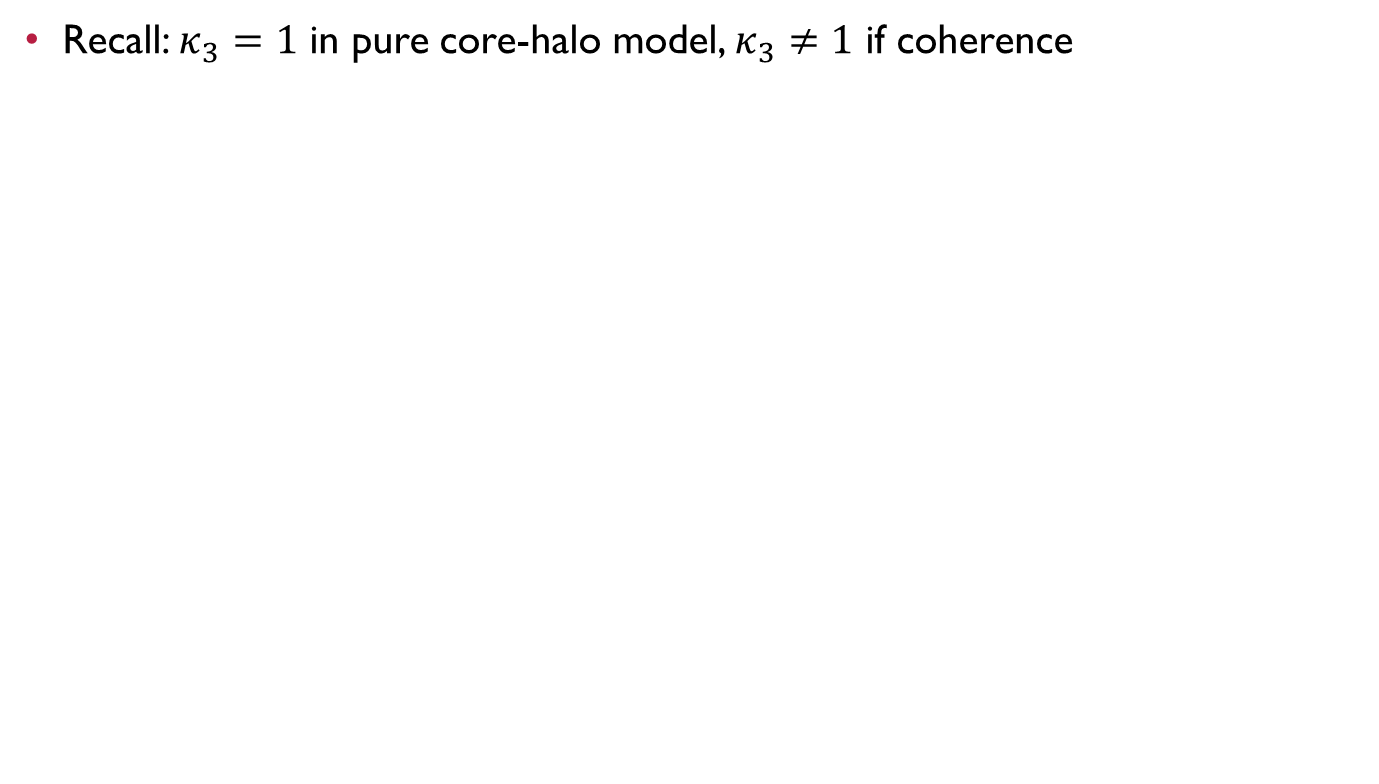 • Recall: κ₃ = 1 in pure core-halo model, κ₃ ≠ 1 if coherence